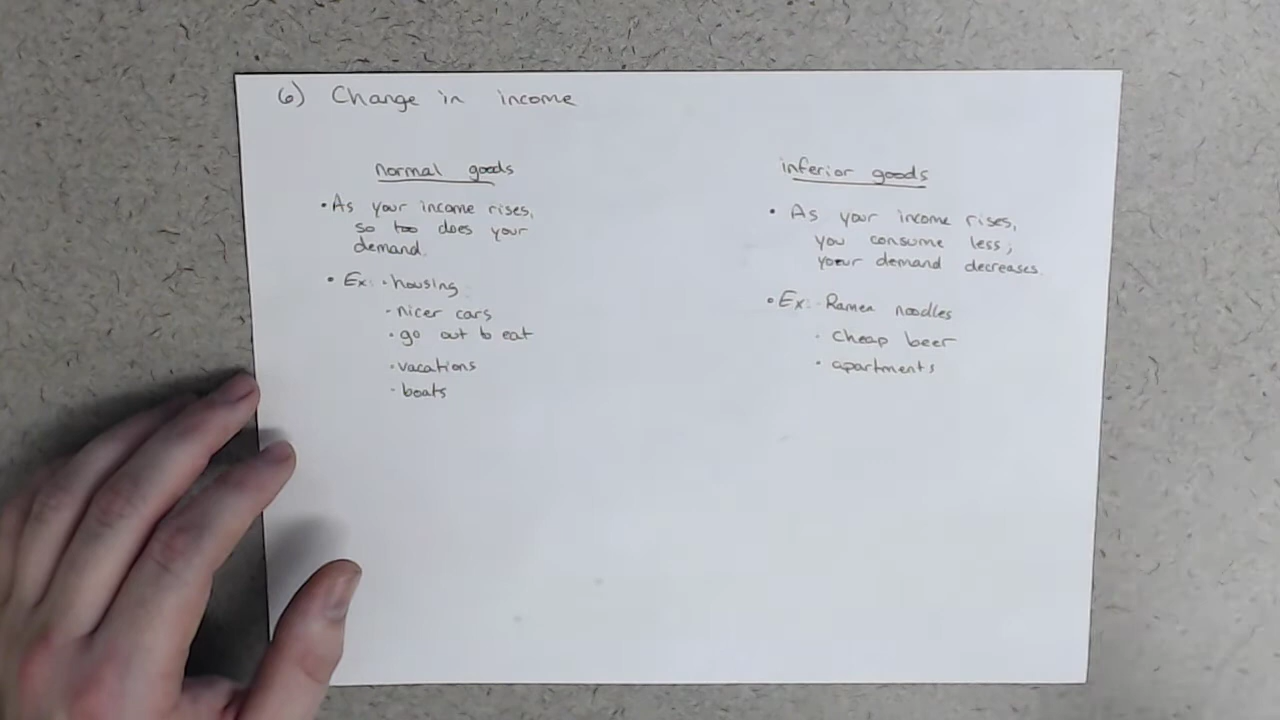 6) Change in income
normal goods
• As your income rises,
so too does your
demand.
• Ex: · housing
· nicer cars
· go out to eat
· vacations
· boats
inferior goods
• As your income rises,
you consume less;
your demand decreases.
• Ex: · Ramen noodles
· cheap beer
· apartments